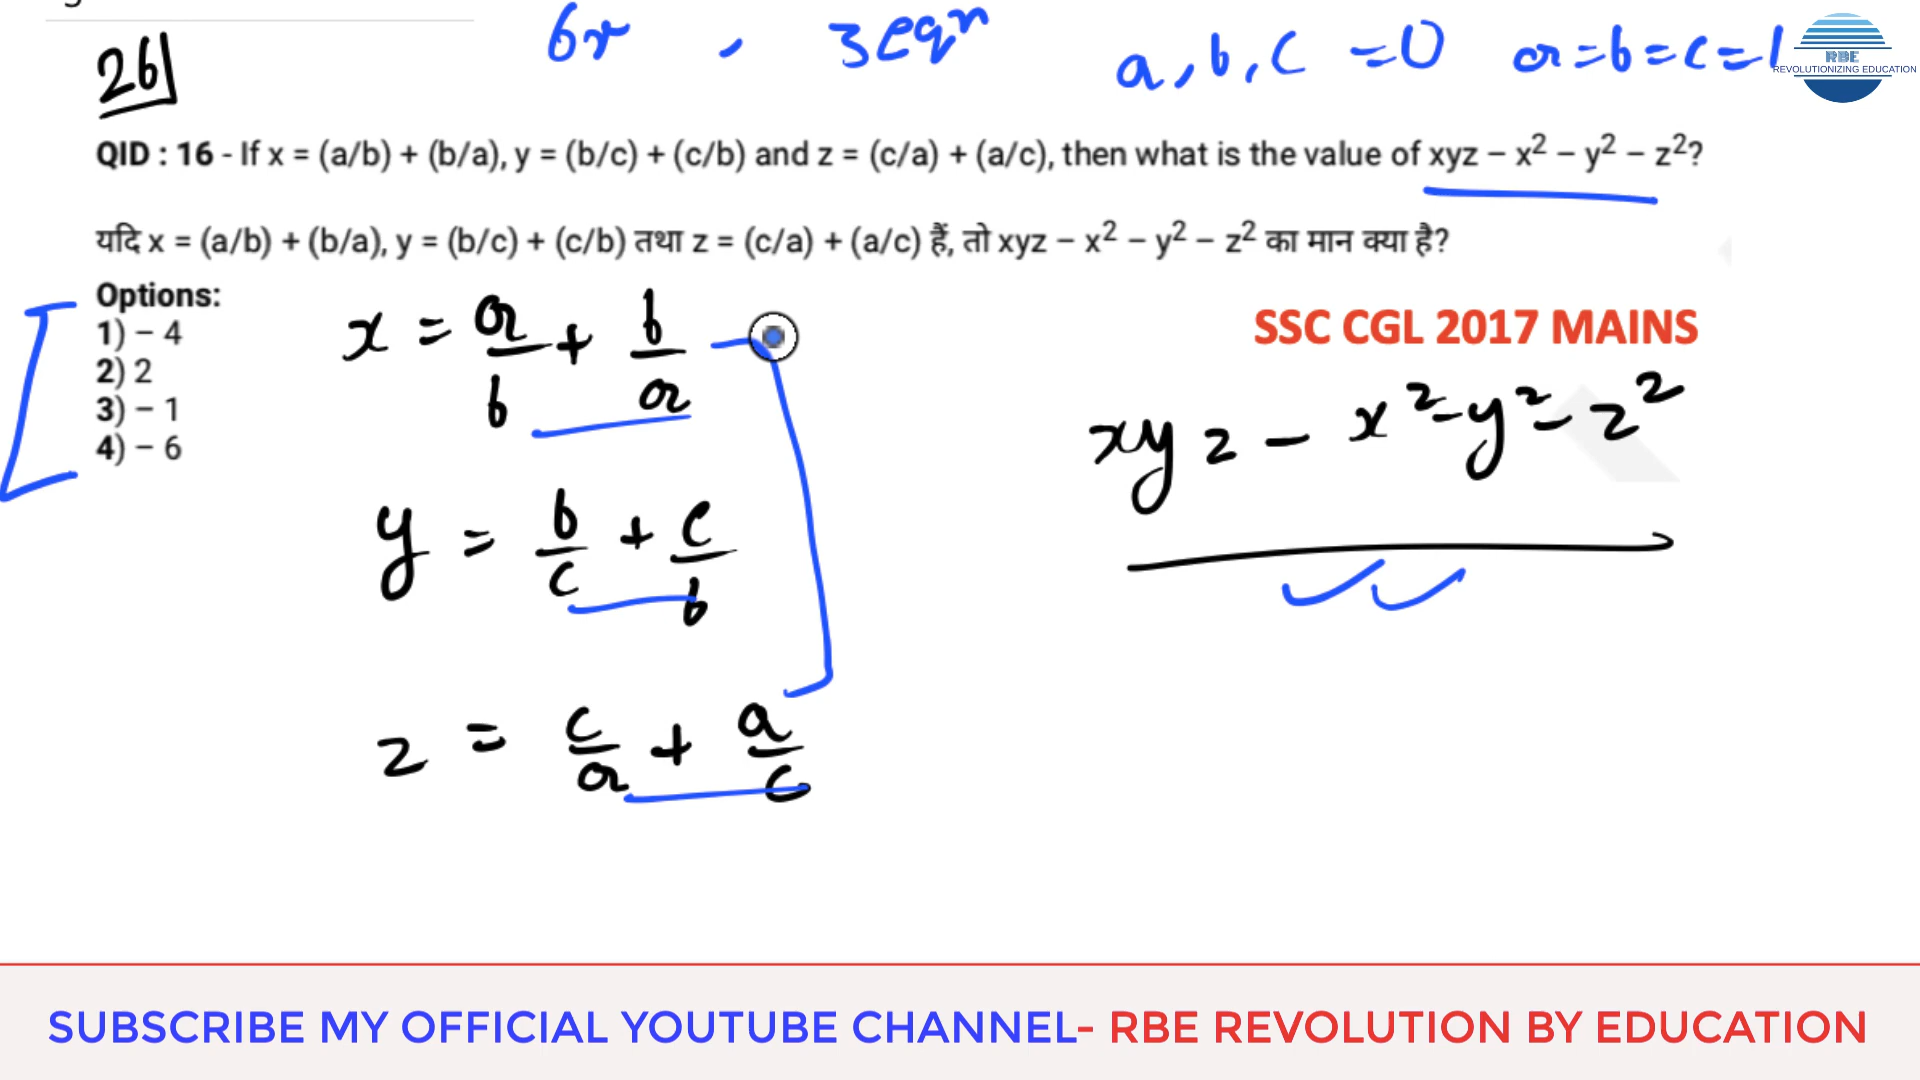 6r , 3 eqn a, b, c = 0 a = b = c = 1
RBE
REVOLUTIONIZING EDUCATION
26
QID : 16 - If x = (a/b) + (b/a), y = (b/c) + (c/b) and z = (c/a) + (a/c), then what is the value of xyz – x² – y² – z²?
यदि x = (a/b) + (b/a), y = (b/c) + (c/b) तथा z = (c/a) + (a/c) हैं, तो xyz – x² – y² – z² का मान क्या है?
Options:
1) – 4
2) 2
3) – 1
4) – 6
x = a/b + b/a
SSC CGL 2017 MAINS
xyz – x² – y² – z²
y = b/c + c/b
z = c/a + a/c
SUBSCRIBE MY OFFICIAL YOUTUBE CHANNEL- RBE REVOLUTION BY EDUCATION